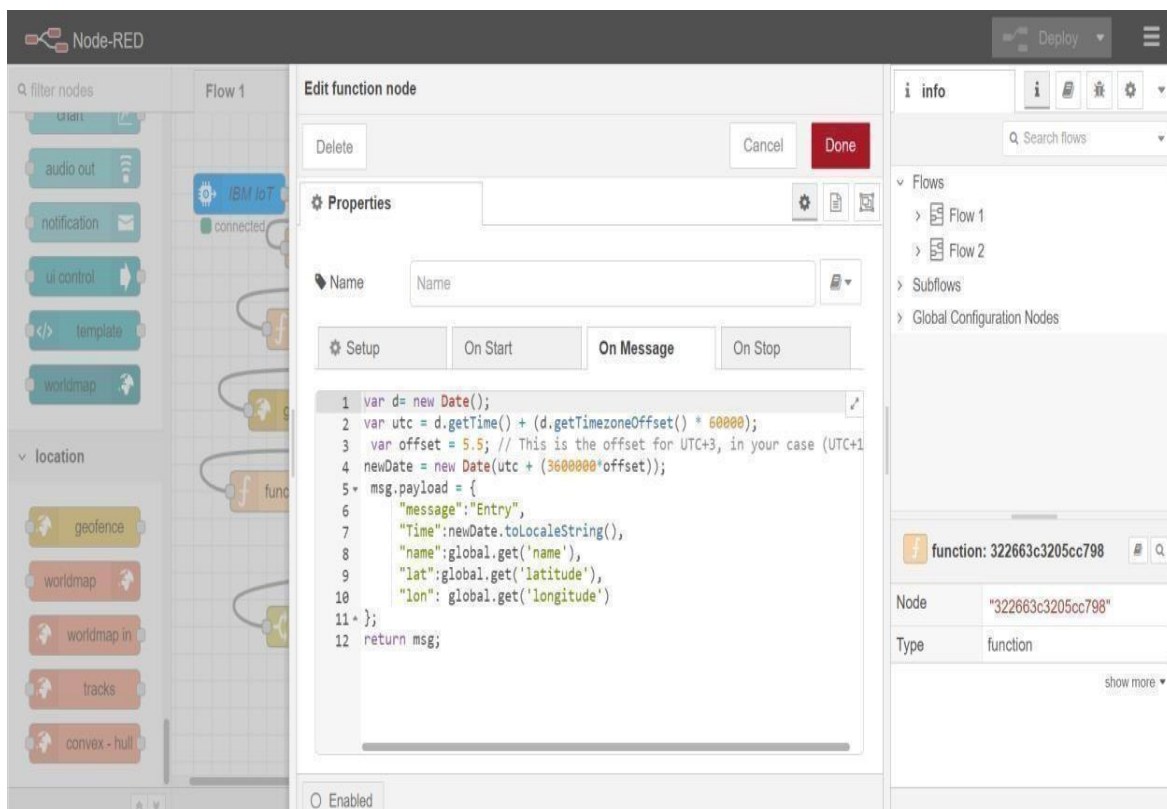 Node-RED
Deploy
filter nodes
chart
audio out
notification
ui control
template
worldmap
location
geofence
worldmap
worldmap in
tracks
convex - hull
Flow 1
IBM IoT
connected
g
func
Edit function node
Delete
Cancel
Done
Properties
Name
Name
Setup
On Start
On Message
On Stop
1 var d= new Date();
2 var utc = d.getTime() + (d.getTimezoneOffset() * 60000);
3 var offset = 5.5; // This is the offset for UTC+3, in your case (UTC+1
4 newDate = new Date(utc + (3600000*offset));
5 msg.payload = {
6 "message":"Entry",
7 "Time":newDate.toLocaleString(),
8 "name":global.get('name'),
9 "lat":global.get('latitude'),
10 "lon": global.get('longitude')
11 };
12 return msg;
Enabled
i info
i
Search flows
Flows
Flow 1
Flow 2
Subflows
Global Configuration Nodes
function: 322663c3205cc798
Node "322663c3205cc798"
Type function
show more